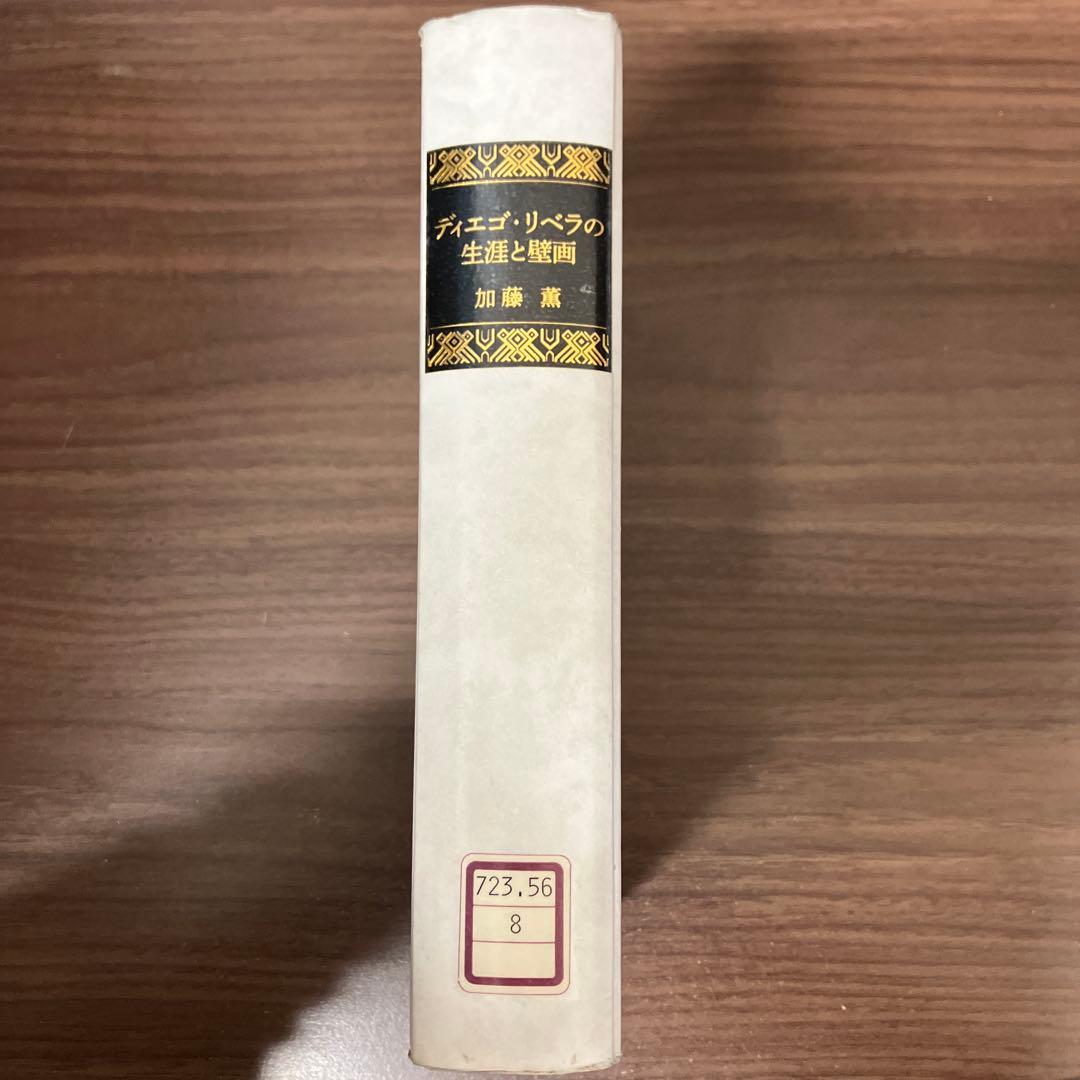 ディエゴ・リベラの
生涯と壁画
加藤 薫
723.56
8